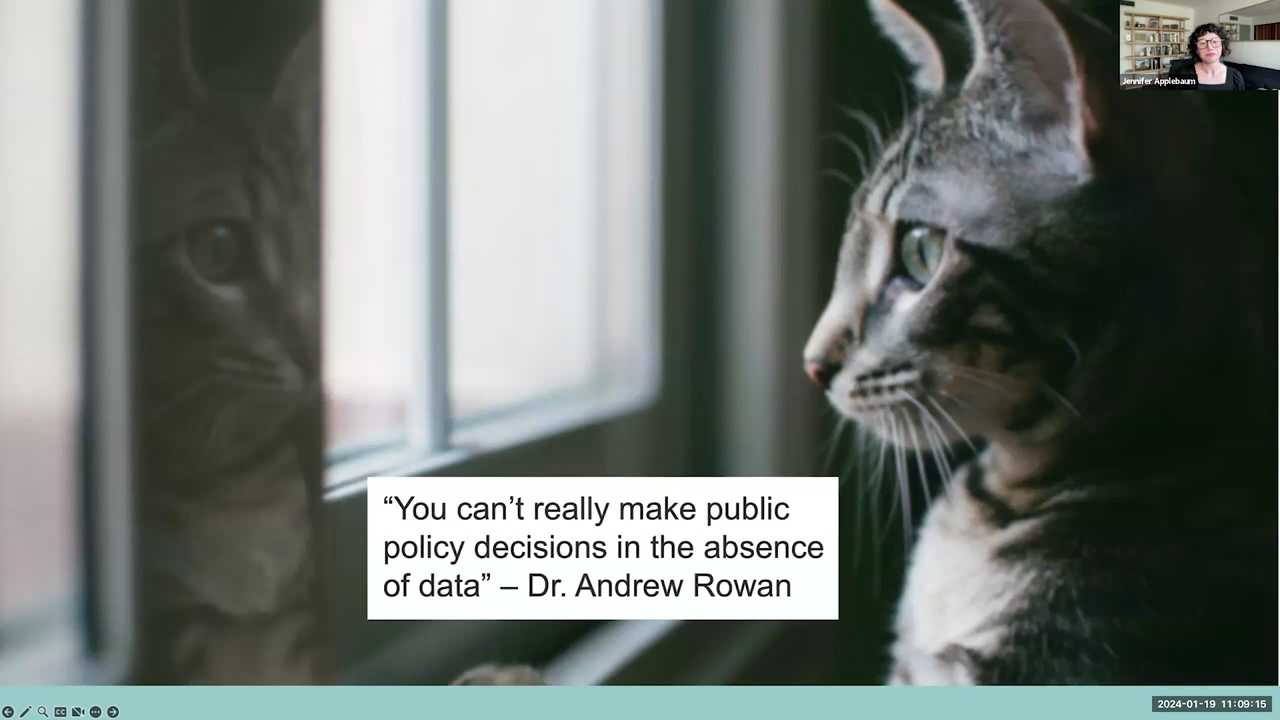 Jennifer Applebaum
“You can’t really make public
policy decisions in the absence
of data” – Dr. Andrew Rowan
CC
2024-01-19 11:09:15